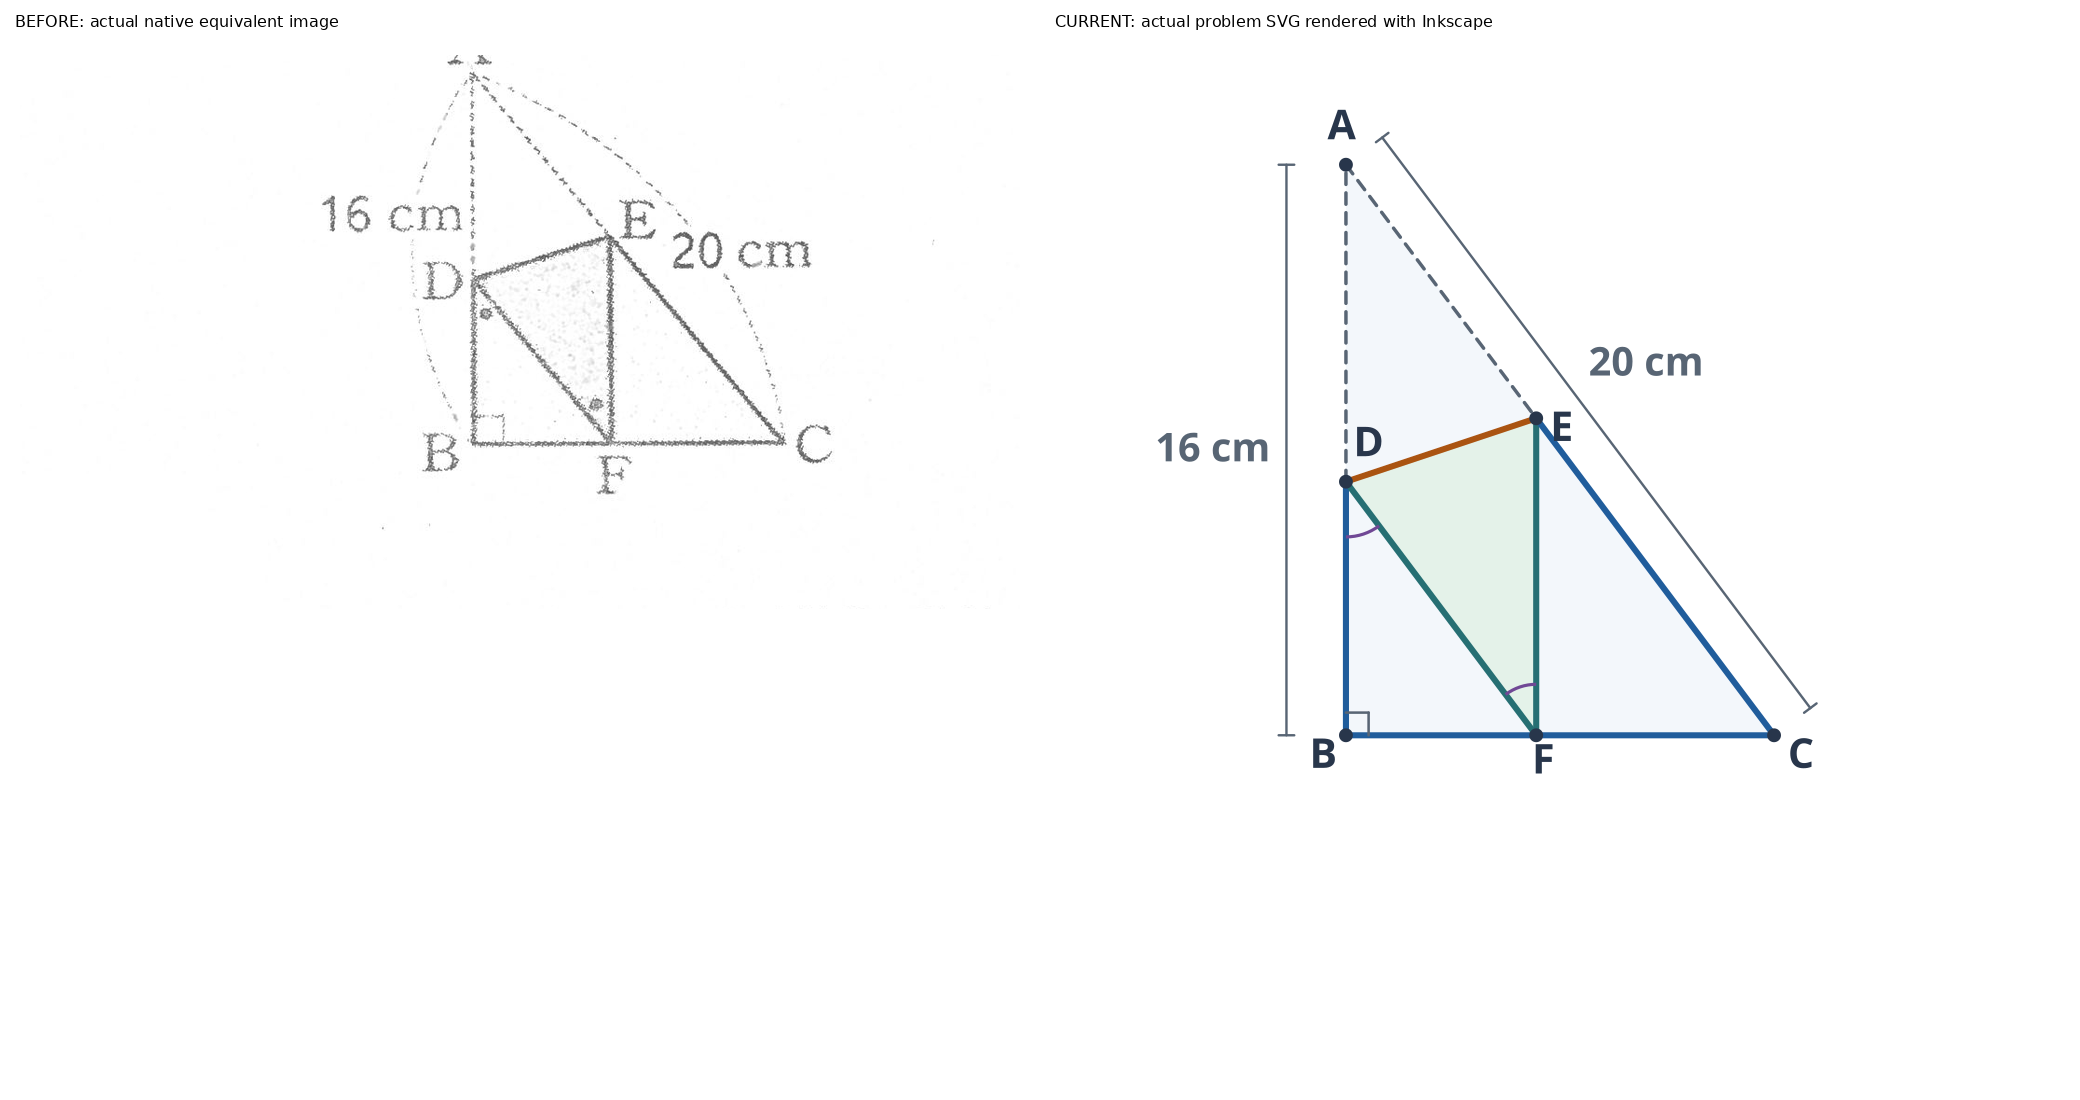 BEFORE: actual native equivalent image
A
16 cm
E
20 cm
D
B
F
C
CURRENT: actual problem SVG rendered with Inkscape
A
20 cm
E
D
16 cm
B
F
C